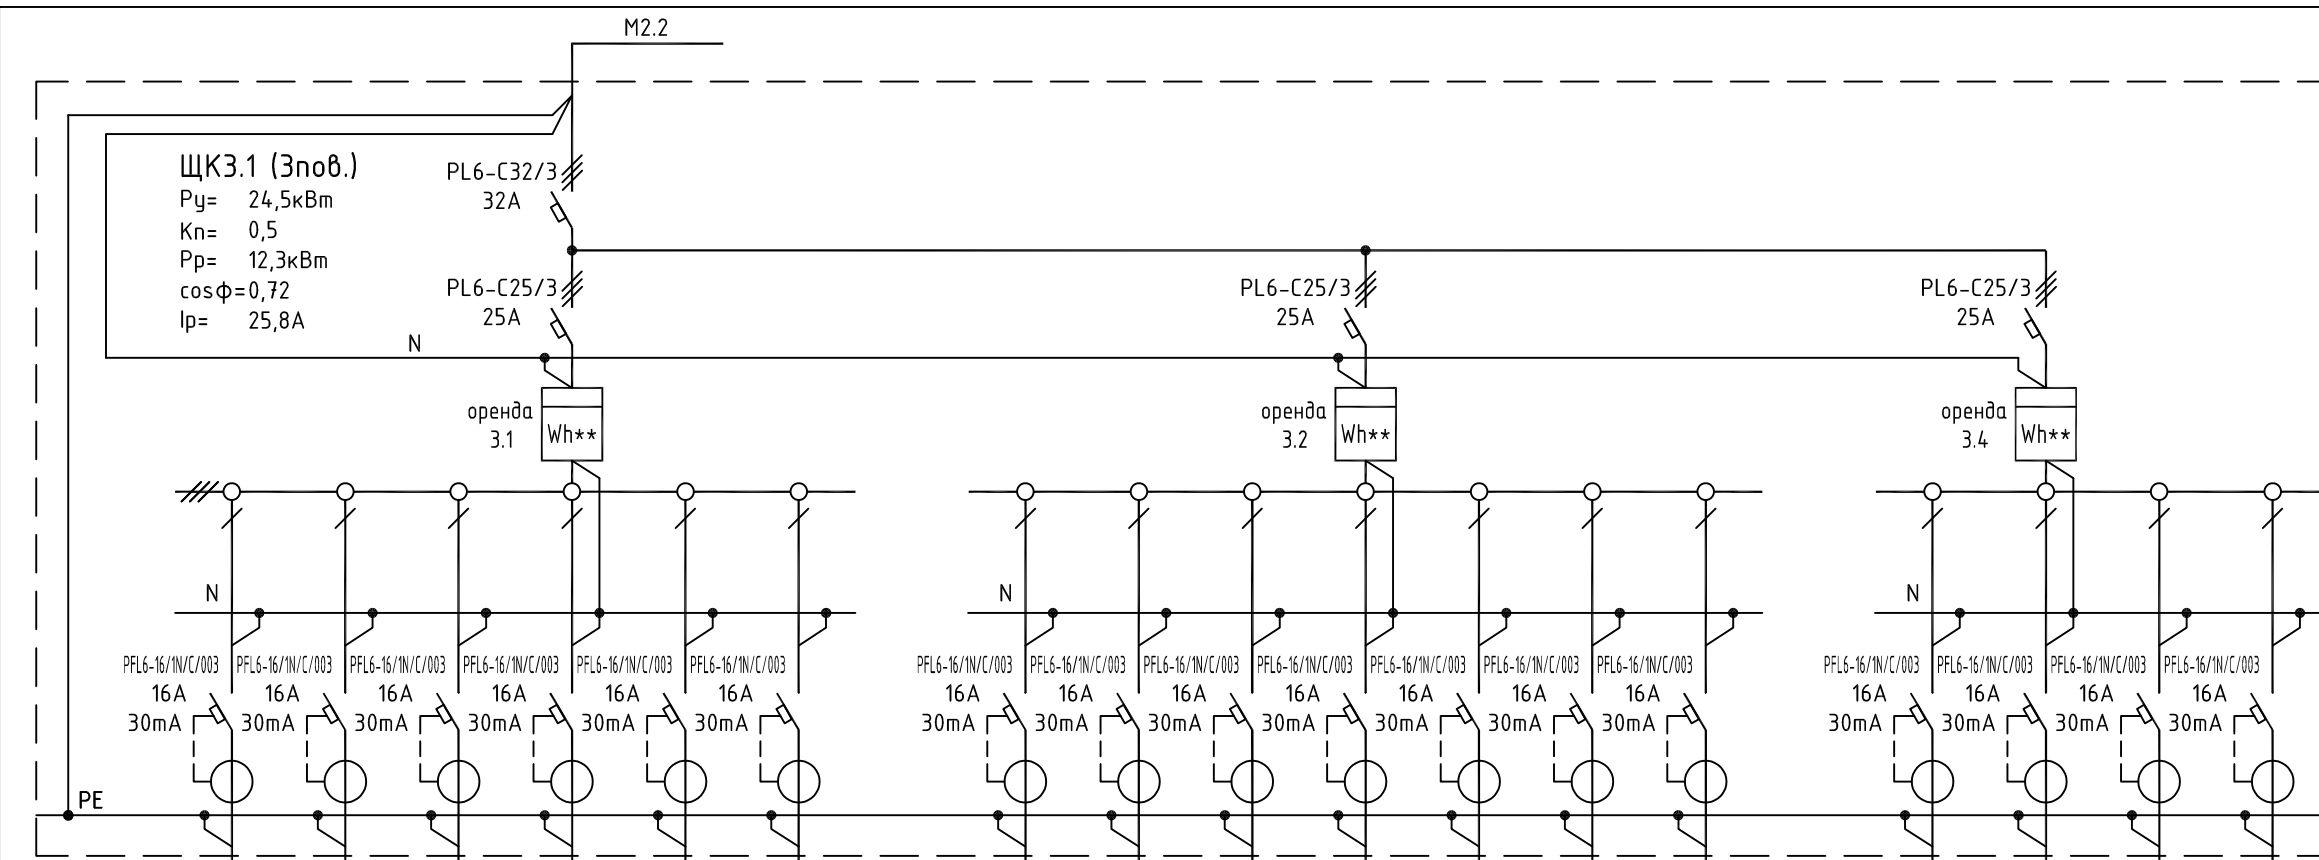 M2.2
ЩК3.1 (3пов.)
Ру= 24,5кВт
Кп= 0,5
Рр= 12,3кВт
cosф=0,72
Ip= 25,8А
PL6-C32/3
32А
PL6-C25/3
25А
PL6-C25/3
25А
PL6-C25/3
25А
N
оренда
3.1
Wh**
оренда
3.2
Wh**
оренда
3.4
Wh**
N
N
N
PFL6-16/1N/C/003 PFL6-16/1N/C/003 PFL6-16/1N/C/003 PFL6-16/1N/C/003 PFL6-16/1N/C/003 PFL6-16/1N/C/003
16А 16А 16А 16А 16А 16А
30mA 30mA 30mA 30mA 30mA 30mA
PFL6-16/1N/C/003 PFL6-16/1N/C/003 PFL6-16/1N/C/003 PFL6-16/1N/C/003 PFL6-16/1N/C/003 PFL6-16/1N/C/003 PFL6-16/1N/C/003
16А 16А 16А 16А 16А 16А 16А
30mA 30mA 30mA 30mA 30mA 30mA 30mA
PFL6-16/1N/C/003 PFL6-16/1N/C/003 PFL6-16/1N/C/003 PFL6-16/1N/C/003
16А 16А 16А 16А
30mA 30mA 30mA 30mA
PE